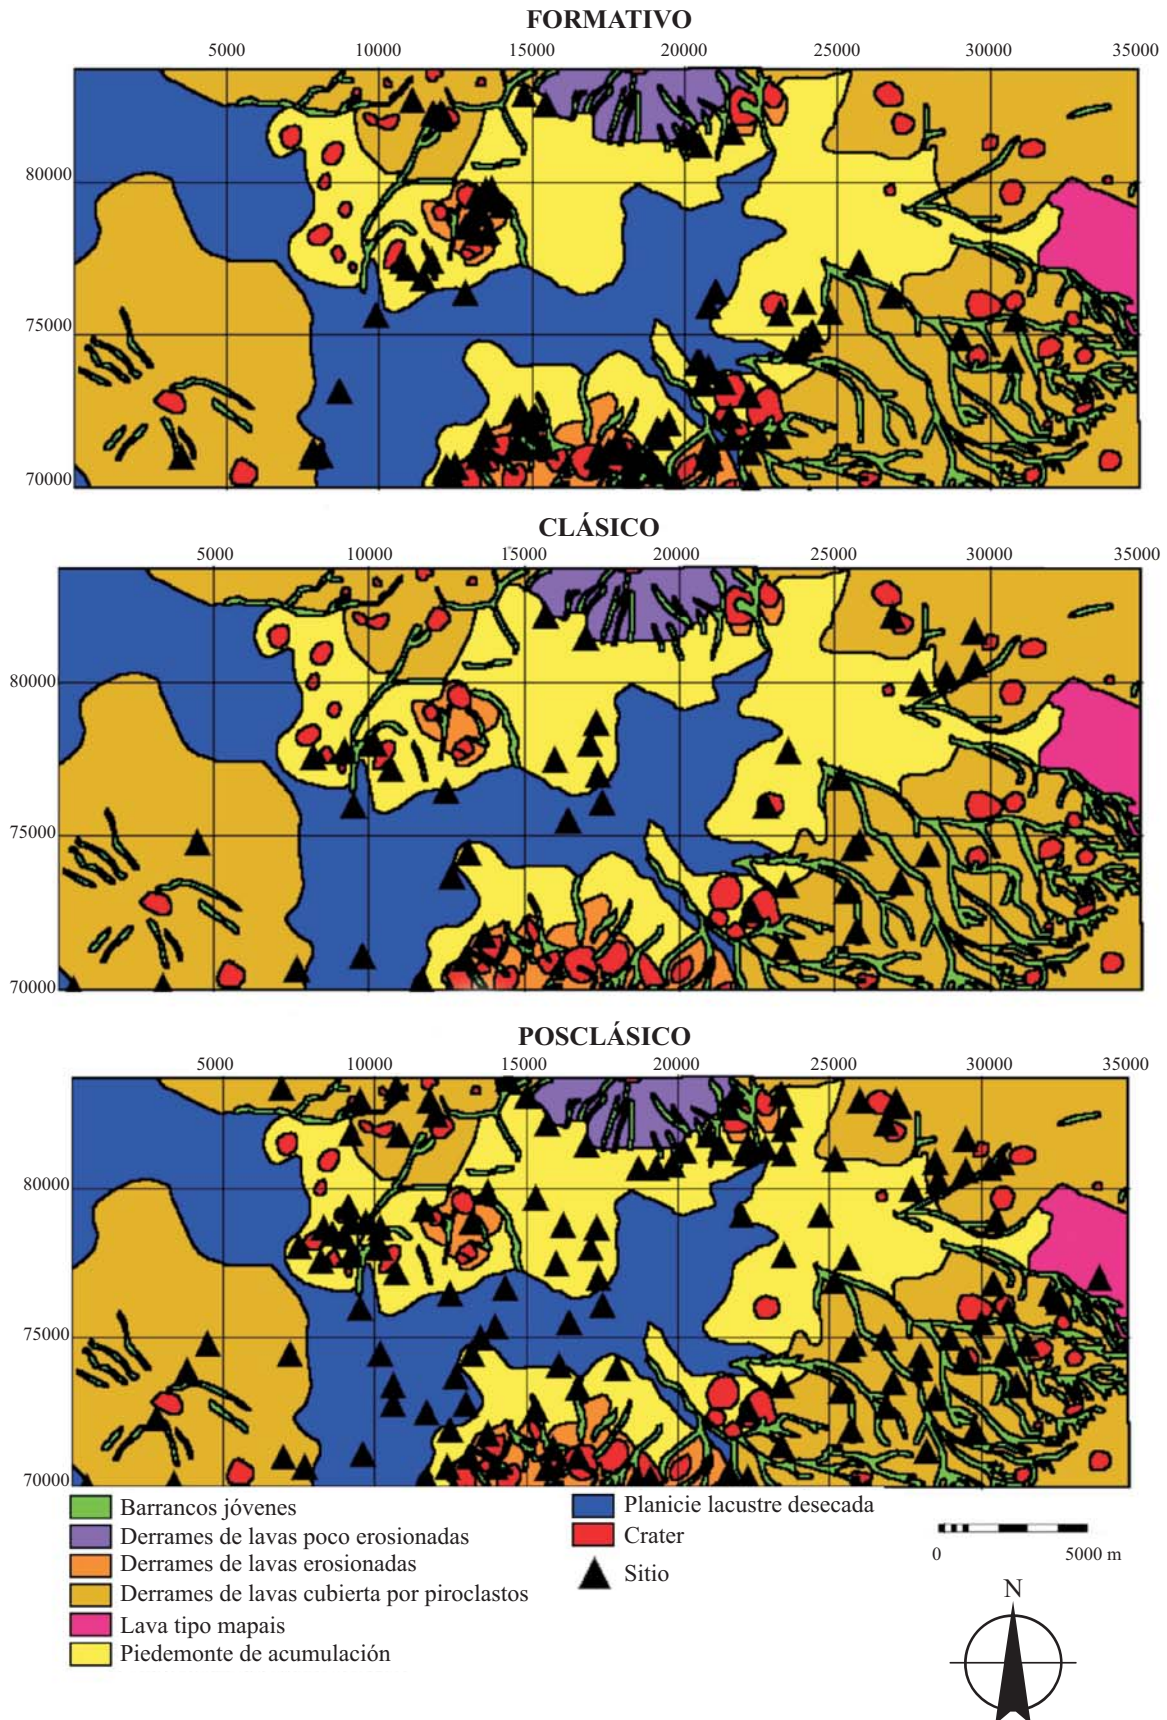 FORMATIVO
5000 10000 15000 20000 25000 30000 35000
80000
75000
70000
CLÁSICO
5000 10000 15000 20000 25000 30000 35000
80000
75000
70000
POSCLÁSICO
5000 10000 15000 20000 25000 30000 35000
80000
75000
70000
Barrancos jóvenes
Derrames de lavas poco erosionadas
Derrames de lavas erosionadas
Derrames de lavas cubierta por piroclastos
Lava tipo mapais
Piedemonte de acumulación
Planicie lacustre desecada
Crater
Sitio
0 5000 m
N